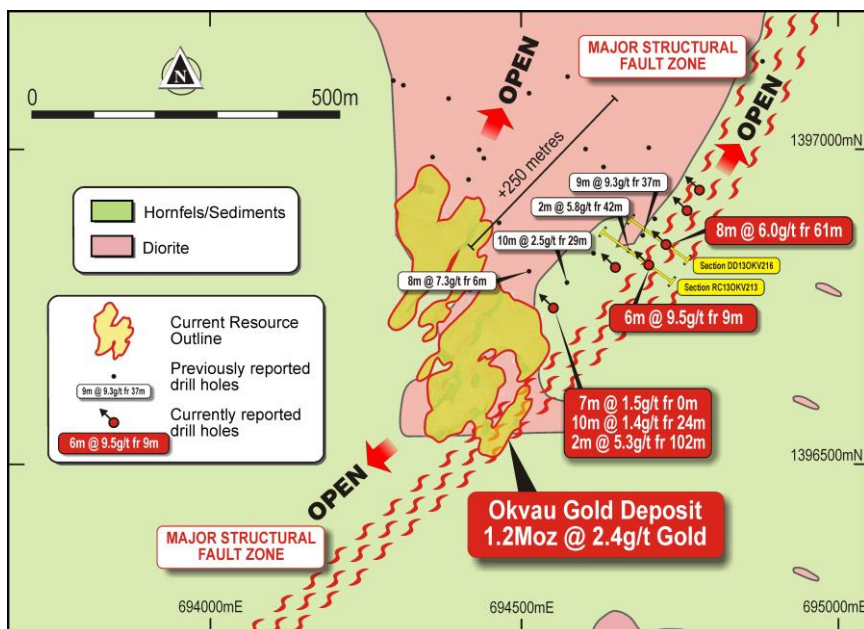 MAJOR STRUCTURAL
FAULT ZONE
N
0
500m
OPEN
OPEN
1397000mN
+250 metres
9m @ 9.3g/t fr 37m
2m @ 5.8g/t fr 42m
10m @ 2.5g/t fr 29m
8m @ 7.3g/t fr 6m
8m @ 6.0g/t fr 61m
Section DD13OKV216
Section RC13OKV213
6m @ 9.5g/t fr 9m
Hornfels/Sediments
Diorite
Current Resource
Outline
Previously reported
drill holes
9m @ 9.3g/t fr 37m
Currently reported
drill holes
6m @ 9.5g/t fr 9m
7m @ 1.5g/t fr 0m
10m @ 1.4g/t fr 24m
2m @ 5.3g/t fr 102m
1396500mN
OPEN
Okvau Gold Deposit
1.2Moz @ 2.4g/t Gold
MAJOR STRUCTURAL
FAULT ZONE
694000mE
694500mE
695000mE